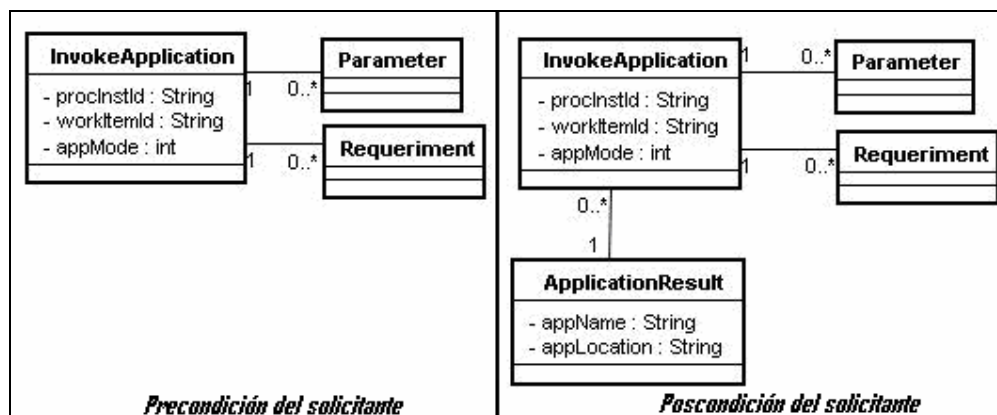 InvokeApplication
- procInstId : String
- workItemId : String
- appMode : int
1
0..*
Parameter
1
0..*
Requeriment
Precondición del solicitante
InvokeApplication
- procInstId : String
- workItemId : String
- appMode : int
1
0..*
Parameter
1
0..*
Requeriment
0..*
1
ApplicationResult
- appName : String
- appLocation : String
Poscondición del solicitante